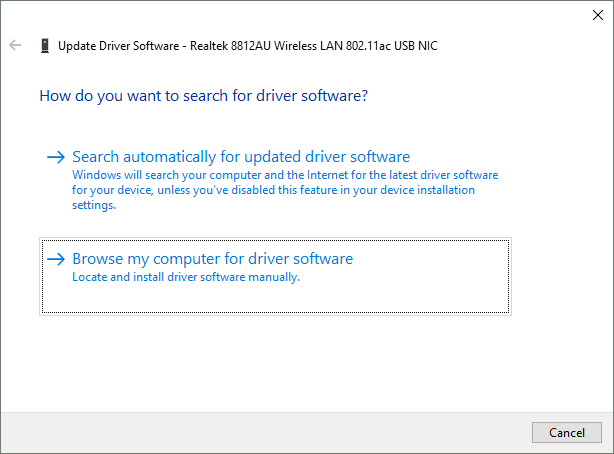 Update Driver Software - Realtek 8812AU Wireless LAN 802.11ac USB NIC
How do you want to search for driver software?
Search automatically for updated driver software
Windows will search your computer and the Internet for the latest driver software
for your device, unless you've disabled this feature in your device installation
settings.
Browse my computer for driver software
Locate and install driver software manually.
Cancel